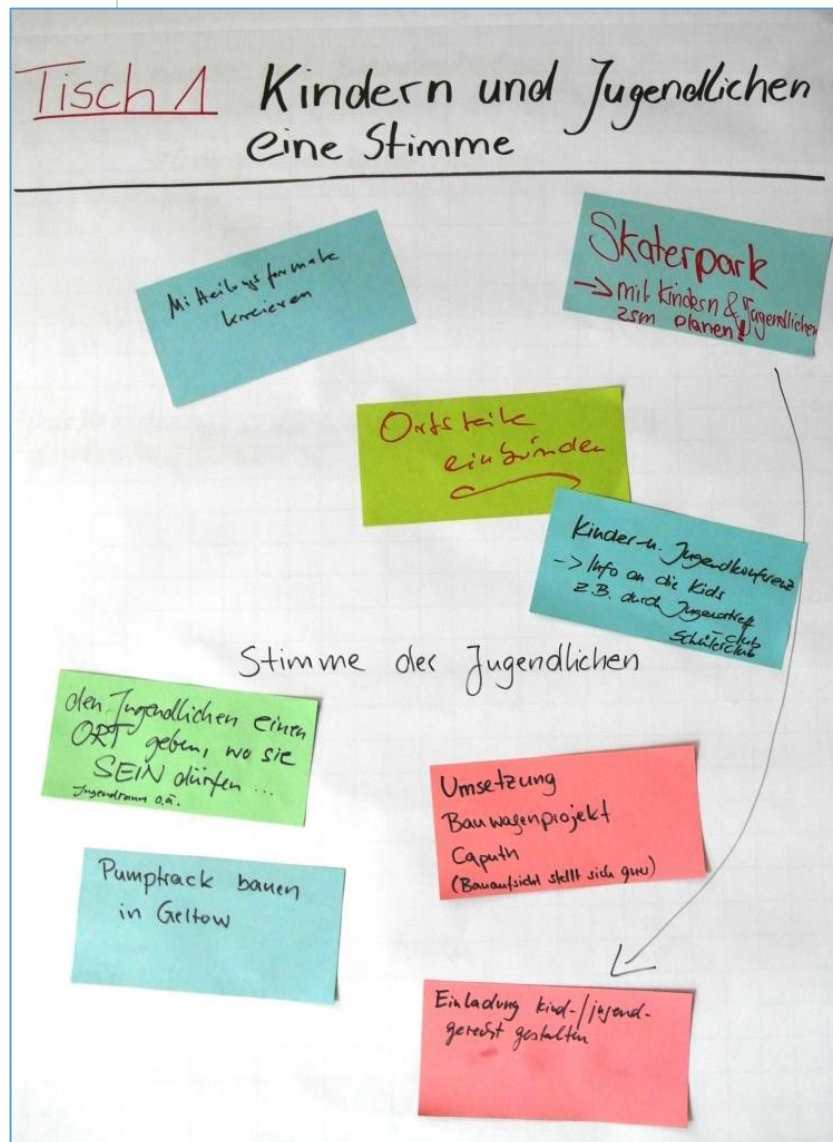 Tisch 1 Kindern und Jugendlichen
eine Stimme
Mitteilungsformate
kreieren
Skaterpark
-> mit Kindern & Jugendlichen
zsm planen!
Ortsteile
einbinden
Kinder- u. Jugendkonferenz
-> Info an die Kids
z.B. durch Jugendtreff
-club
Schülerclub
Stimme der Jugendlichen
den Jugendlichen einen
ORT geben, wo sie
SEIN dürfen ...
Jugendraum o.ä.
Umsetzung
Bauwagenprojekt
Caputh
(Bauaufsicht stellt sich quer)
Pumptrack bauen
in Geltow
Einladung kind-/jugend-
gerecht gestalten